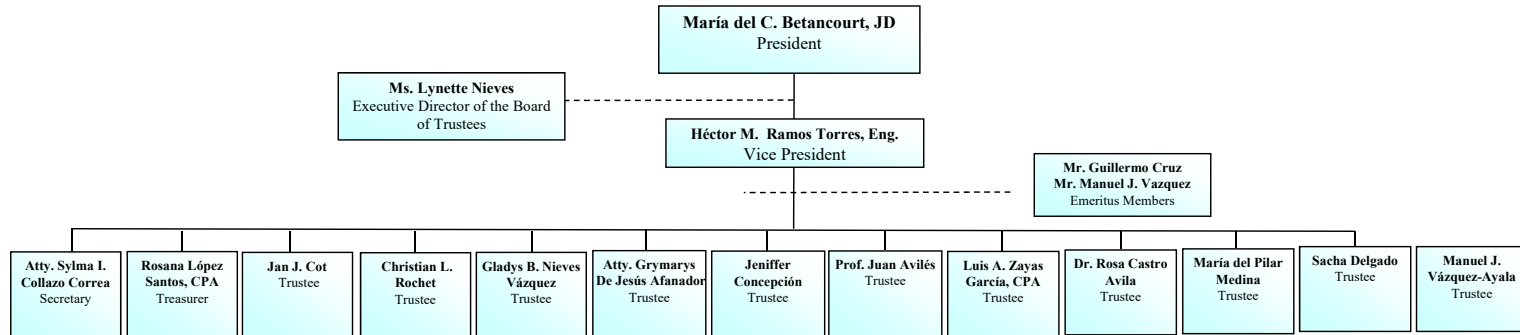 María del C. Betancourt, JD
President
Ms. Lynette Nieves
Executive Director of the Board
of Trustees
Héctor M.  Ramos Torres, Eng.
Vice President
Mr. Guillermo Cruz
Mr. Manuel J. Vazquez
Emeritus Members
Atty. Sylma I.
Collazo Correa
Secretary
Rosana López
Santos, CPA
Treasurer
Jan J. Cot
Trustee
Christian L.
Rochet
Trustee
Gladys B. Nieves
Vázquez
Trustee
Atty. Grymarys
De Jesús Afanador
Trustee
Jeniffer
Concepción
Trustee
Prof. Juan Avilés
Trustee
Luis A. Zayas
García, CPA
Trustee
Dr. Rosa Castro
Avila
Trustee
María del Pilar
Medina
Trustee
Sacha Delgado
Trustee
Manuel J.
Vázquez-Ayala
Trustee